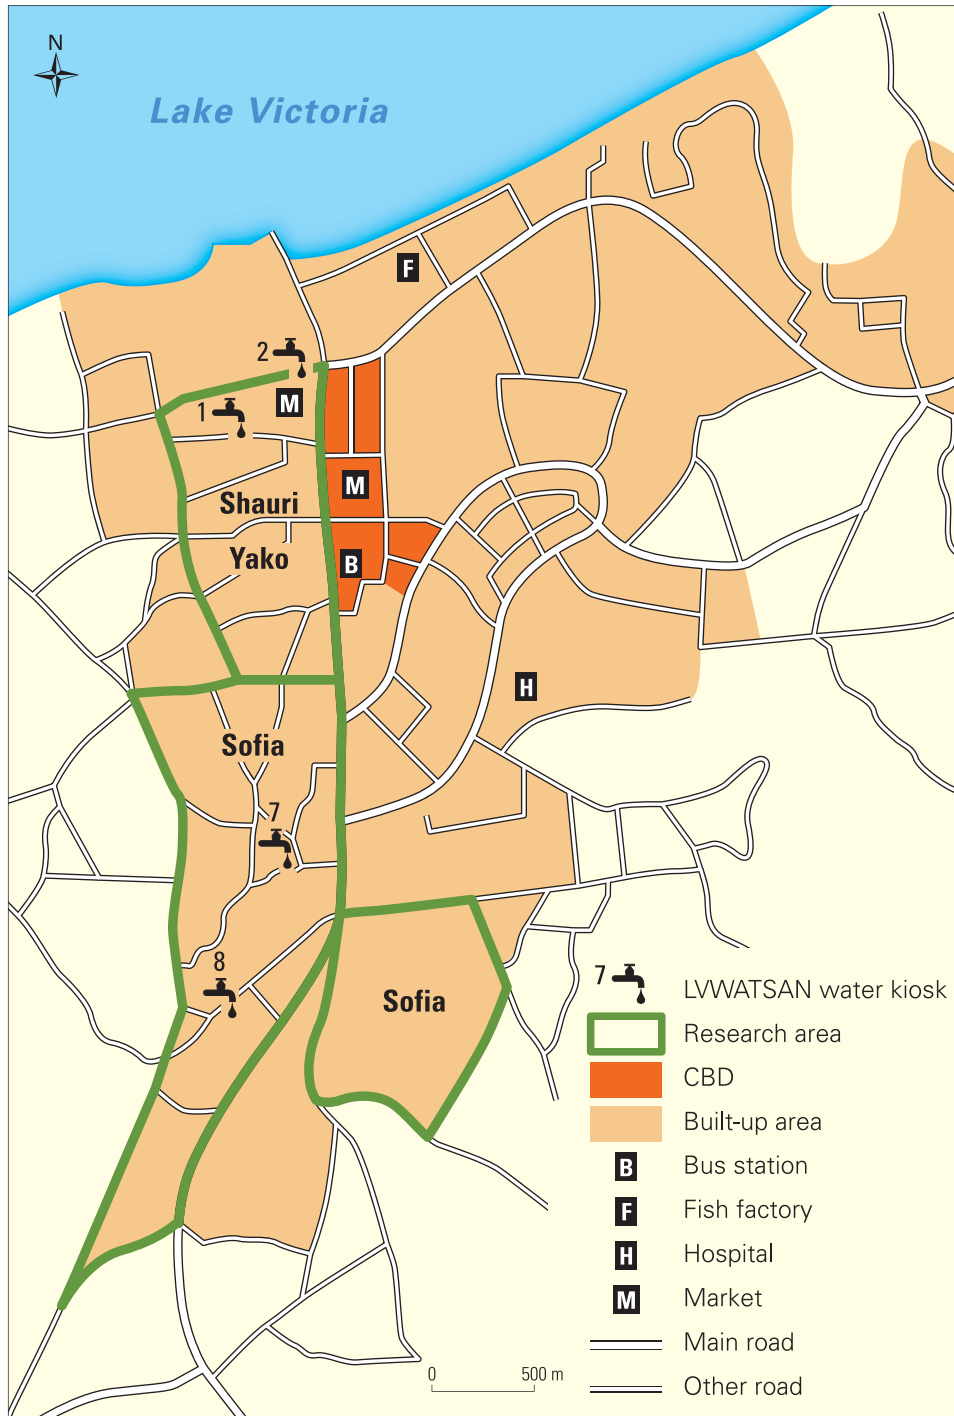 N
Lake Victoria
F
2
M
1
M
Shauri
Yako
B
H
Sofia
7
8
Sofia
7 LVWATSAN water kiosk
Research area
CBD
Built-up area
B Bus station
F Fish factory
H Hospital
M Market
Main road
Other road
0 500 m